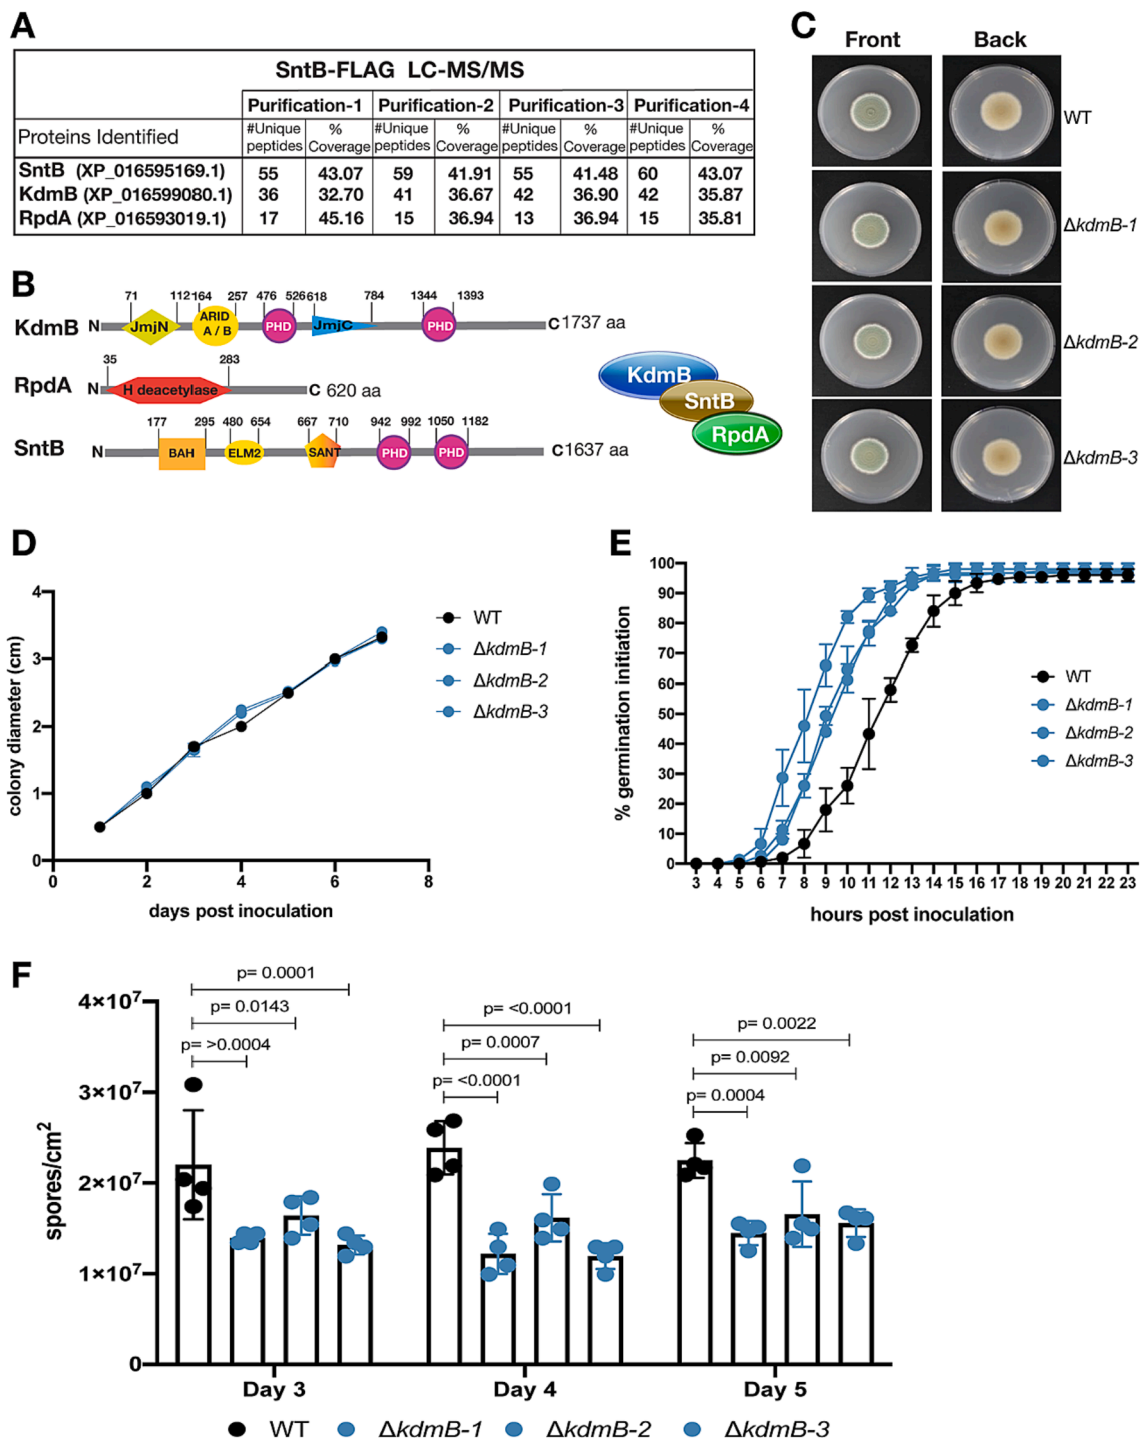 A
SntB-FLAG LC-MS/MS
Purification-1 Purification-2 Purification-3 Purification-4
Proteins Identified #Unique peptides % Coverage #Unique peptides % Coverage #Unique peptides % Coverage #Unique peptides % Coverage
SntB (XP_016595169.1) 55 43.07 59 41.91 55 41.48 60 43.07
KdmB (XP_016599080.1) 36 32.70 41 36.67 42 36.90 42 35.87
RpdA (XP_016593019.1) 17 45.16 15 36.94 13 36.94 15 35.81
B
71 112 164 257 476 526 618 784 1344 1393
KdmB N JmjN ARID A / B PHD JmjC PHD C 1737 aa
35 283
RpdA N H deacetylase C 620 aa
177 295 480 654 667 710 942 992 1050 1182
SntB N BAH ELM2 SANT PHD PHD C 1637 aa
KdmB
SntB
RpdA
C
Front Back
WT
ΔkdmB-1
ΔkdmB-2
ΔkdmB-3
D
colony diameter (cm)
4
3
2
1
0
0 2 4 6 8
days post inoculation
WT
ΔkdmB-1
ΔkdmB-2
ΔkdmB-3
E
% germination initiation
100
90
80
70
60
50
40
30
20
10
0
3 4 5 6 7 8 9 10 11 12 13 14 15 16 17 18 19 20 21 22 23
hours post inoculation
WT
ΔkdmB-1
ΔkdmB-2
ΔkdmB-3
F
spores/cm²
4×10⁷
3×10⁷
2×10⁷
1×10⁷
0
p= 0.0001
p= 0.0143
p= >0.0004
p= <0.0001
p= 0.0007
p= <0.0001
p= 0.0022
p= 0.0092
p= 0.0004
Day 3 Day 4 Day 5
WT ΔkdmB-1 ΔkdmB-2 ΔkdmB-3